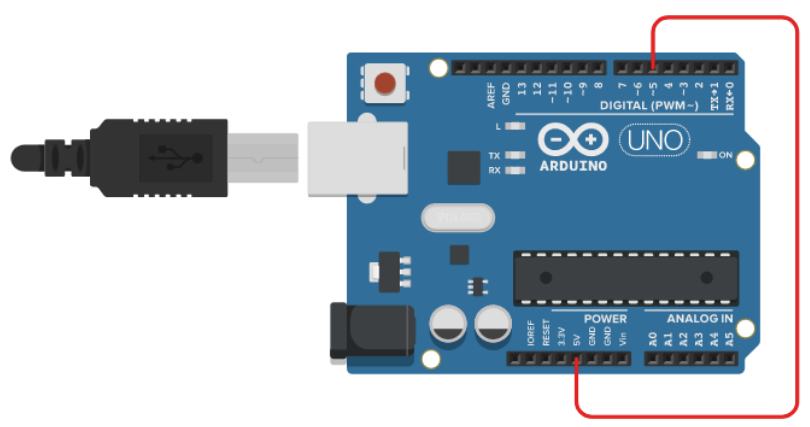 AREF
GND
13
12
~11
~10
~9
8
7
~6
~5
4
~3
2
TX→1
RX←0
DIGITAL (PWM~)
L
TX
RX
ARDUINO
UNO
ON
POWER
ANALOG IN
IOREF
RESET
3.3V
5V
GND
GND
Vin
A0
A1
A2
A3
A4
A5